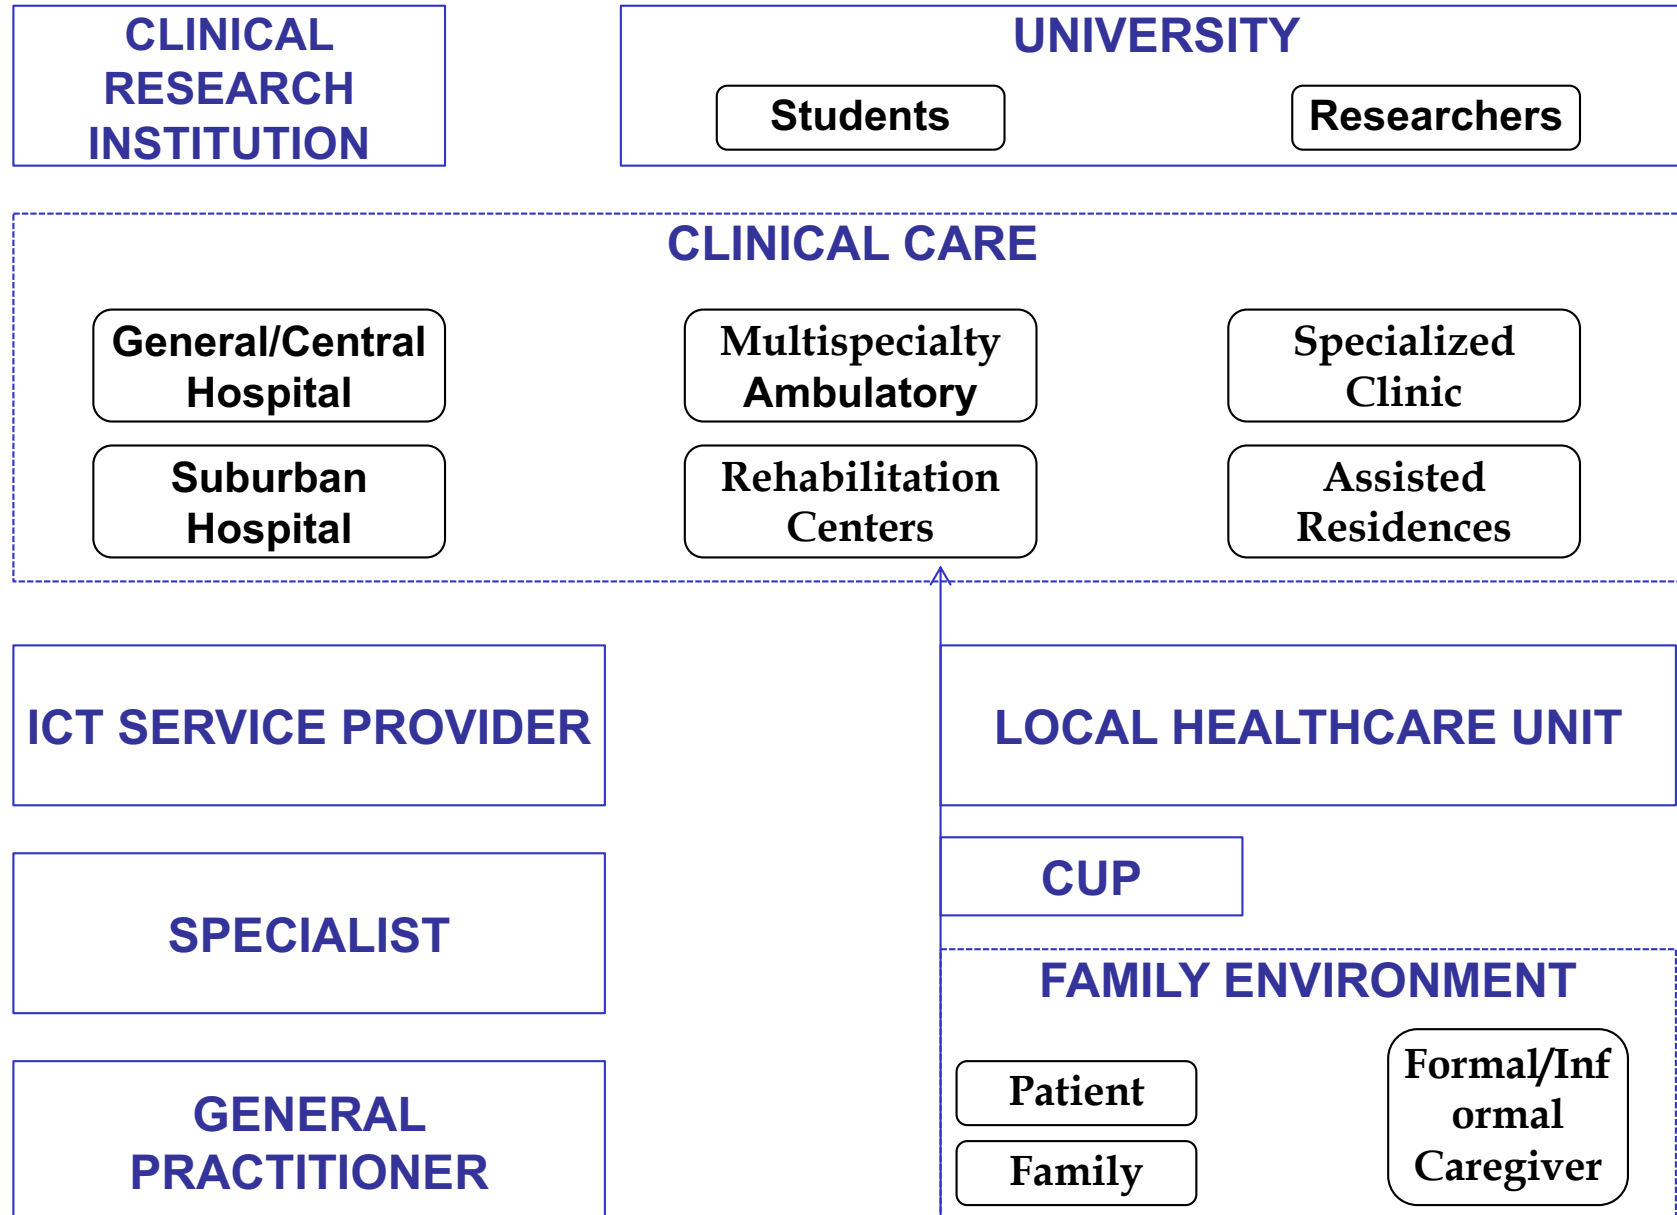 CLINICAL
RESEARCH
INSTITUTION
UNIVERSITY
Students
Researchers
CLINICAL CARE
General/Central
Hospital
Multispecialty
Ambulatory
Specialized
Clinic
Suburban
Hospital
Rehabilitation
Centers
Assisted
Residences
ICT SERVICE PROVIDER
LOCAL HEALTHCARE UNIT
CUP
SPECIALIST
FAMILY ENVIRONMENT
GENERAL
PRACTITIONER
Patient
Family
Formal/Inf
ormal
Caregiver